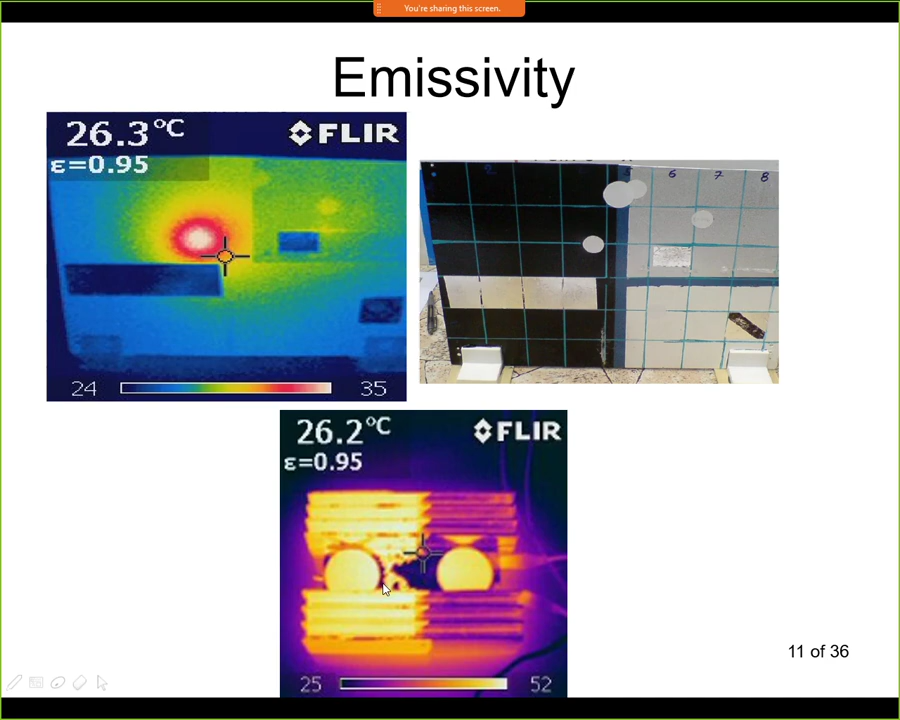 You're sharing this screen.
Emissivity
26.3°C
FLIR
ε=0.95
24
35
6
7
8
26.2°C
FLIR
ε=0.95
25
52
11 of 36